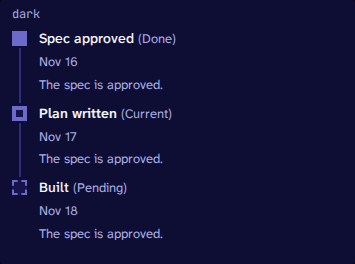 dark
Spec approved (Done)
Nov 16
The spec is approved.
Plan written (Current)
Nov 17
The spec is approved.
Built (Pending)
Nov 18
The spec is approved.